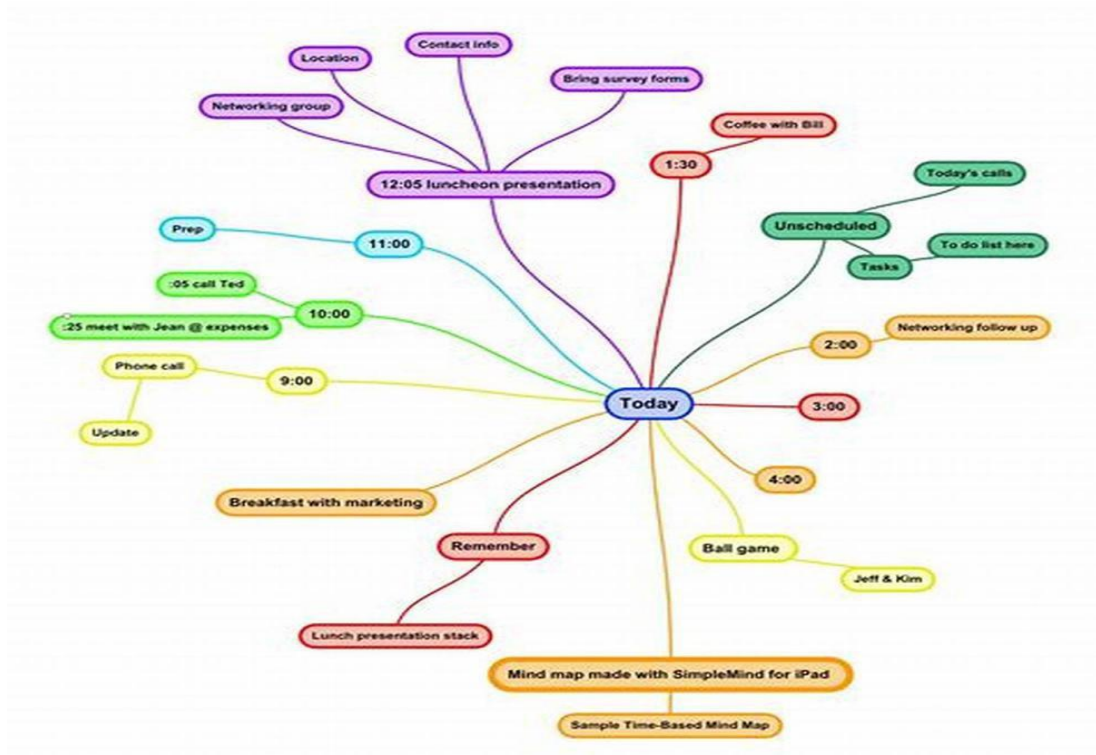 Contact info
Location
Bring survey forms
Networking group
Coffee with Bill
1:30
12:05 luncheon presentation
Today's calls
Unscheduled
Prep
11:00
To do list here
Tasks
:05 call Ted
10:00
:25 meet with Jean @ expenses
Networking follow up
2:00
Phone call
9:00
Today
3:00
Update
4:00
Breakfast with marketing
Remember
Ball game
Jeff & Kim
Lunch presentation stack
Mind map made with SimpleMind for iPad
Sample Time-Based Mind Map